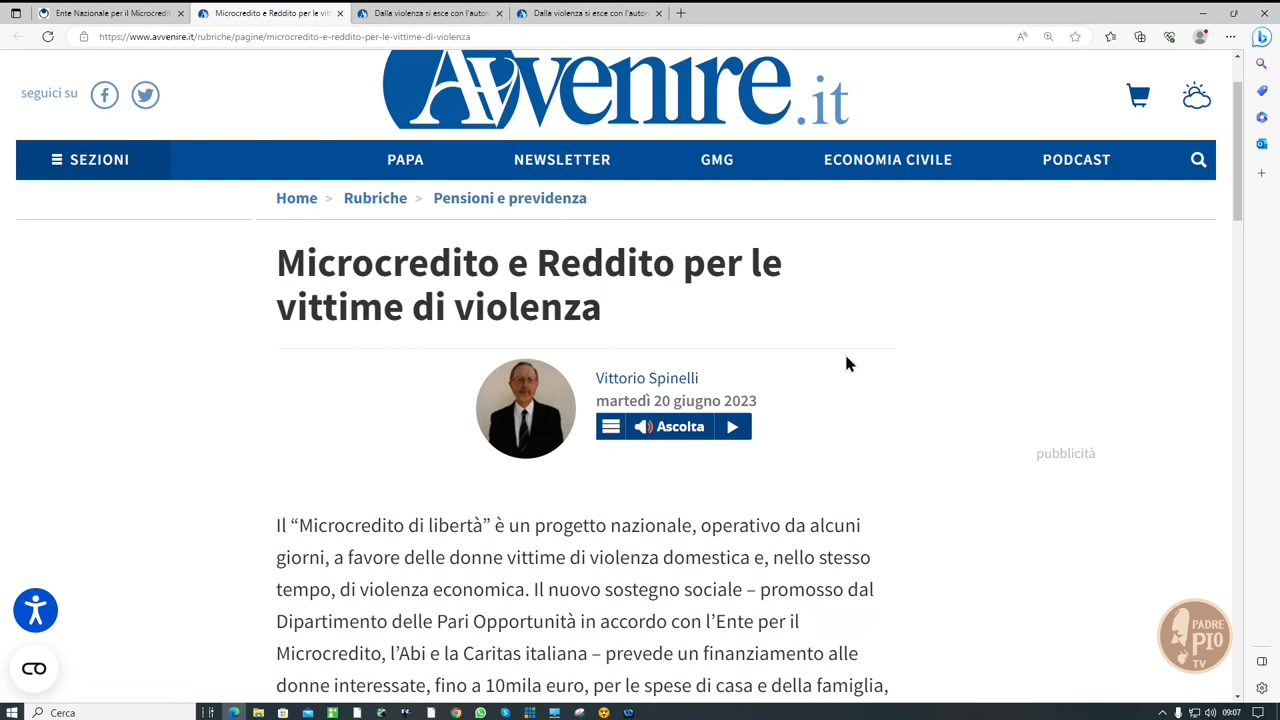 Ente Nazionale per il Microcredit
Microcredito e Reddito per le vit
Dalla violenza si esce con l'auton
Dalla violenza si esce con l'auton
https://www.avvenire.it/rubriche/pagine/microcredito-e-reddito-per-le-vittime-di-violenza
seguici su
Avvenire.it
SEZIONI
PAPA
NEWSLETTER
GMG
ECONOMIA CIVILE
PODCAST
Home > Rubriche > Pensioni e previdenza
Microcredito e Reddito per le
vittime di violenza
Vittorio Spinelli
martedì 20 giugno 2023
Ascolta
pubblicità
Il “Microcredito di libertà” è un progetto nazionale, operativo da alcuni
giorni, a favore delle donne vittime di violenza domestica e, nello stesso
tempo, di violenza economica. Il nuovo sostegno sociale – promosso dal
Dipartimento delle Pari Opportunità in accordo con l’Ente per il
Microcredito, l’Abi e la Caritas italiana – prevede un finanziamento alle
donne interessate, fino a 10mila euro, per le spese di casa e della famiglia,
PADRE
PIO
TV
Cerca
09:07